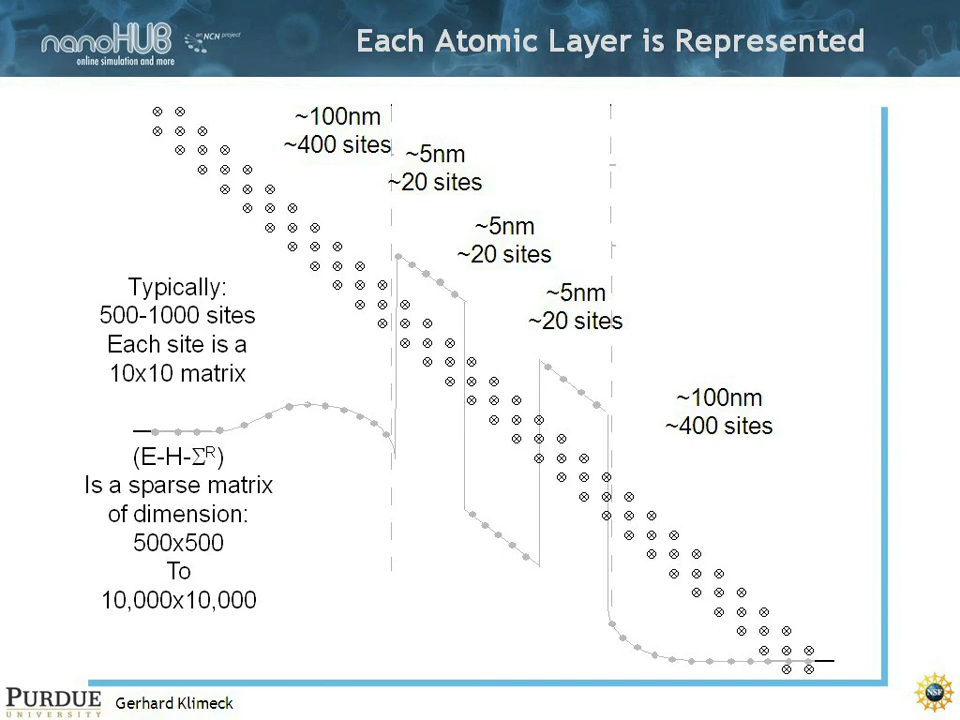 nanoHUB
an NCN project
online simulation and more
Each Atomic Layer is Represented
~100nm
~400 sites
~5nm
~20 sites
~5nm
~20 sites
~5nm
~20 sites
Typically:
500-1000 sites
Each site is a
10x10 matrix
~100nm
~400 sites
(E-H-Σᴿ)
Is a sparse matrix
of dimension:
500x500
To
10,000x10,000
PURDUE
UNIVERSITY
Gerhard Klimeck
NSF